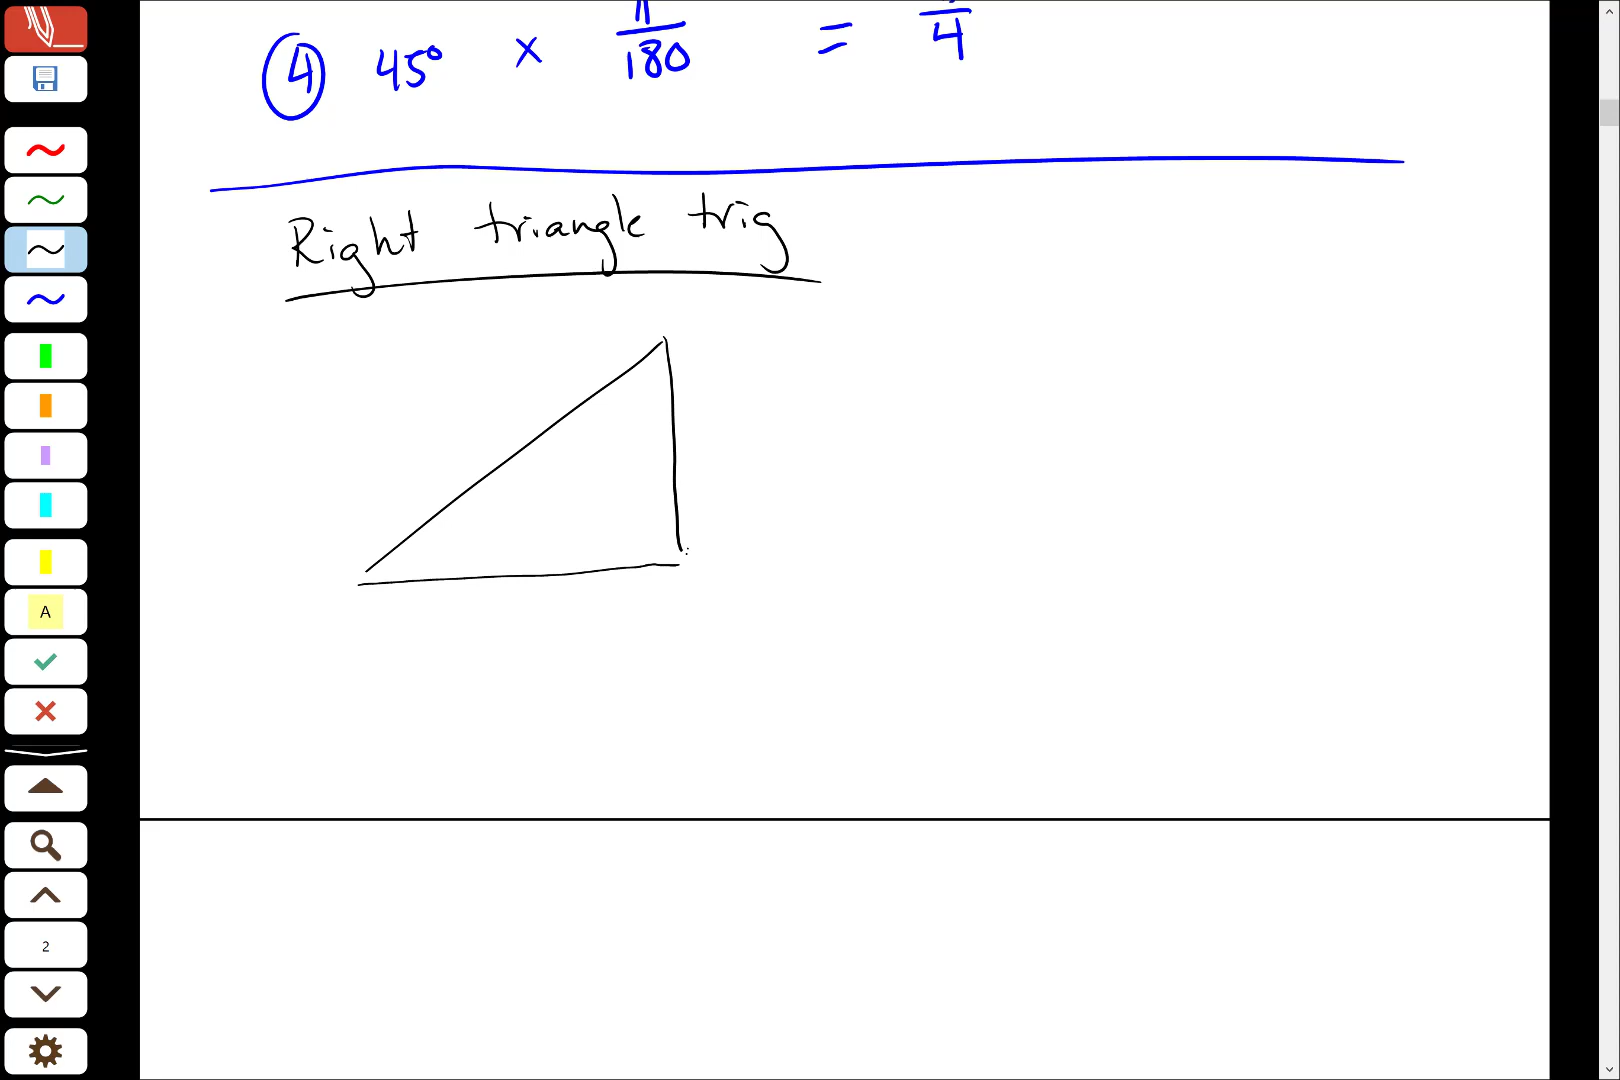 ④ 45° × π/180 = /4
Right triangle trig
A
2